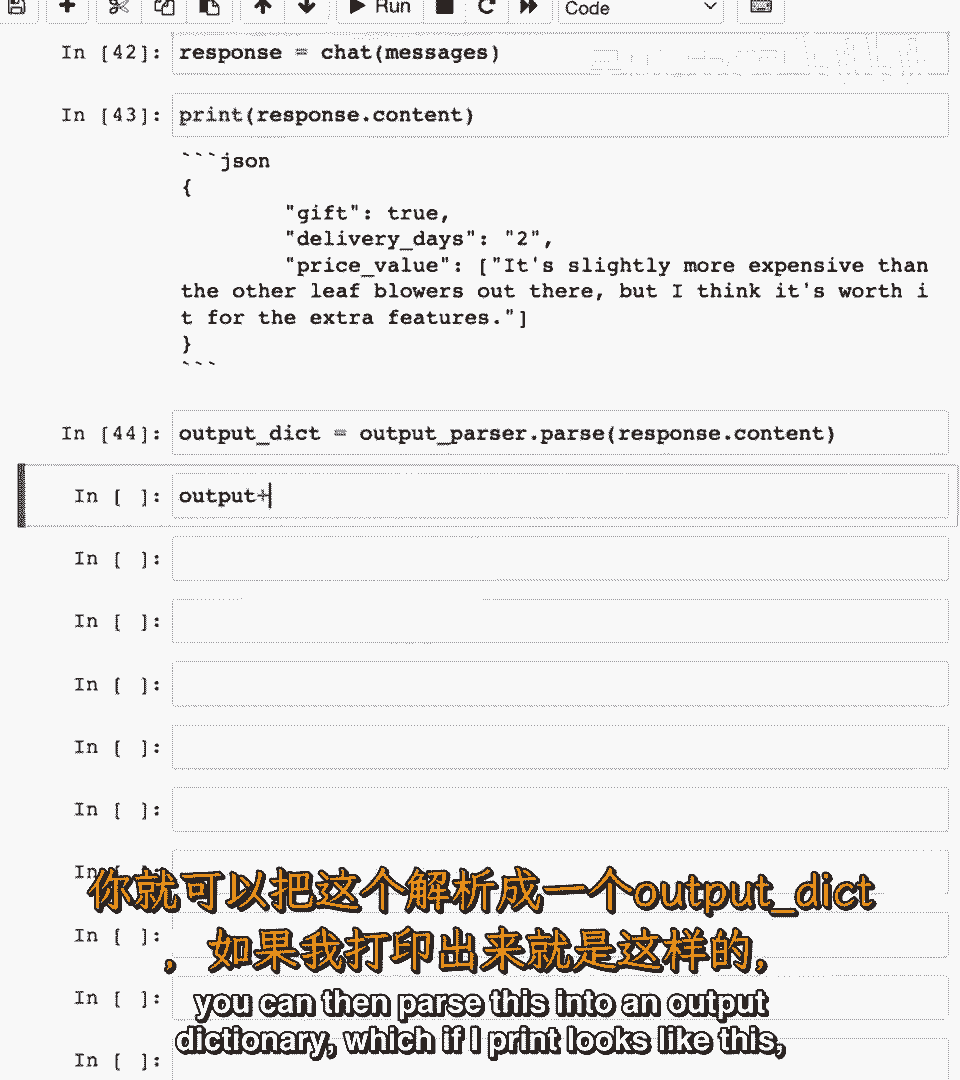 Run
Code
In [42]: response = chat(messages)
In [43]: print(response.content)
```json
{
"gift": true,
"delivery_days": "2",
"price_value": ["It's slightly more expensive than
the other leaf blowers out there, but I think it's worth i
t for the extra features."]
}
```
In [44]: output_dict = output_parser.parse(response.content)
In [ ]: output+
In [ ]:
In [ ]:
In [ ]:
In [ ]:
In [ ]:
In [ ]:
你就可以把这个解析成一个output_dict
In [ ]:
，如果我打印出来就是这样的,
In [ ]:
you can then parse this into an output
dictionary, which if I print looks like this,
In [ ]: